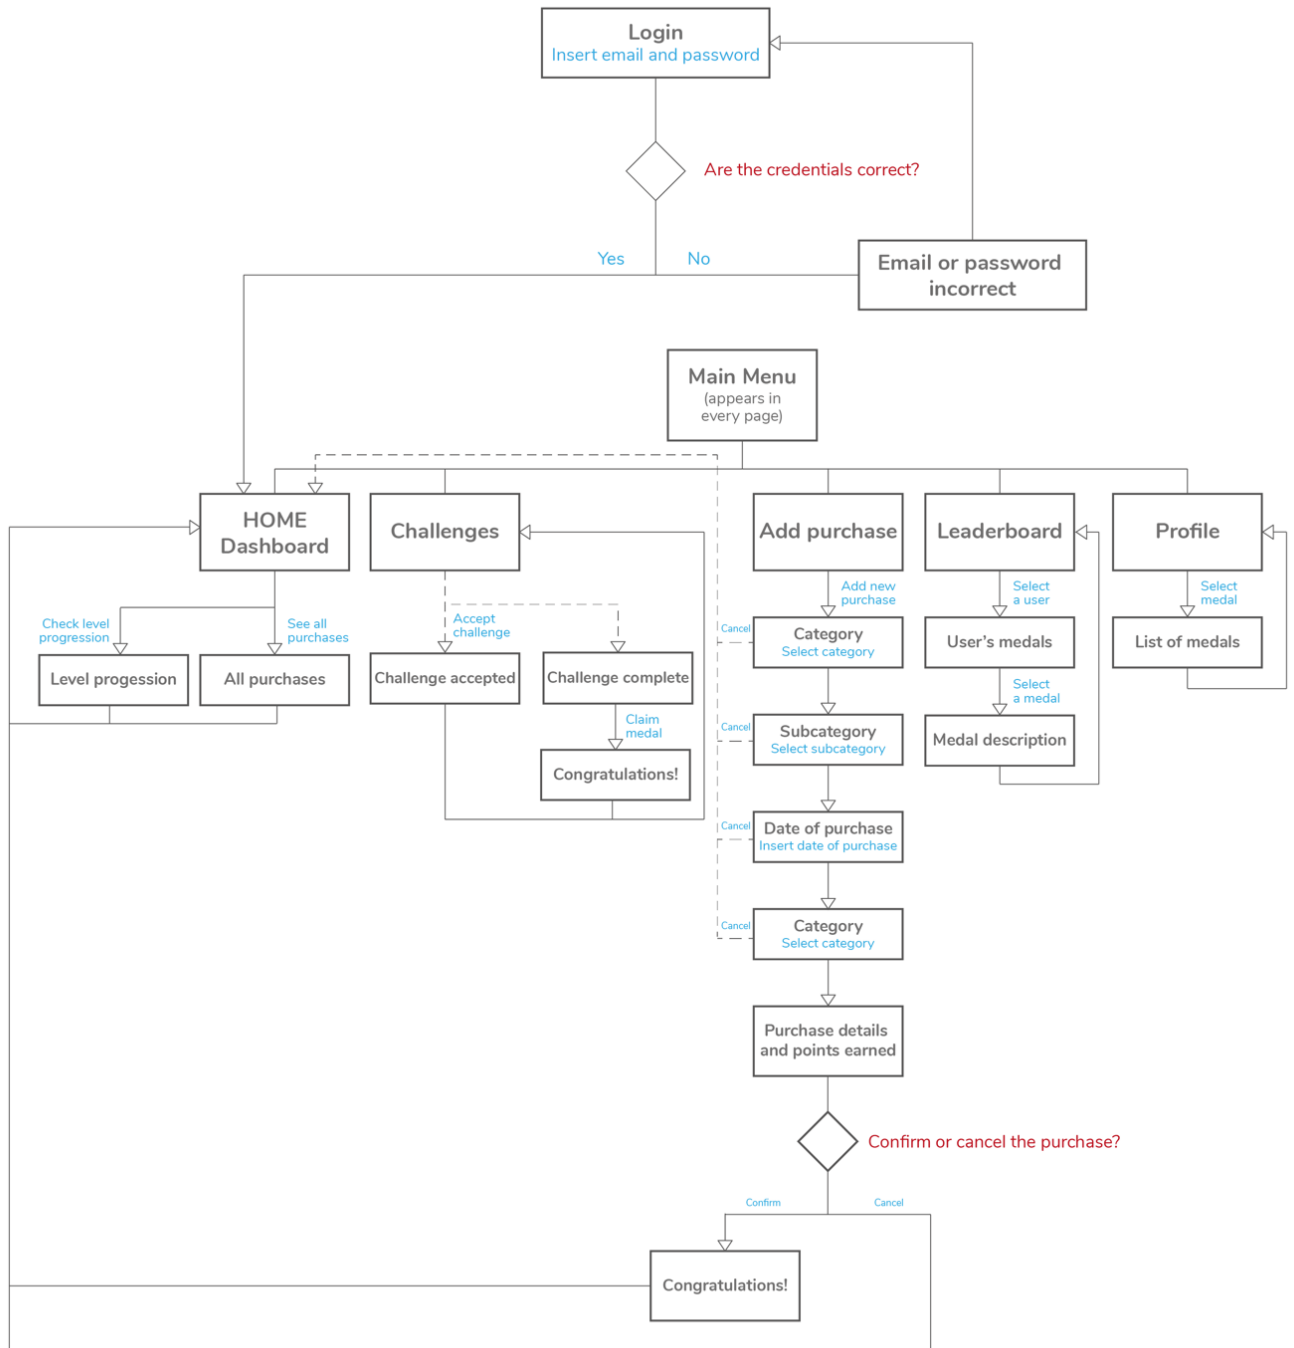 Login
Insert email and password
Are the credentials correct?
Yes
No
Email or password
incorrect
Main Menu
(appears in
every page)
HOME
Dashboard
Challenges
Add purchase
Leaderboard
Profile
Check level
progression
See all
purchases
Level progession
All purchases
Accept
challenge
Challenge accepted
Challenge complete
Claim
medal
Congratulations!
Add new
purchase
Cancel
Category
Select category
Cancel
Subcategory
Select subcategory
Cancel
Date of purchase
Insert date of purchase
Cancel
Category
Select category
Purchase details
and points earned
Select
a user
User's medals
Select
a medal
Medal description
Select
medal
List of medals
Confirm or cancel the purchase?
Confirm
Cancel
Congratulations!